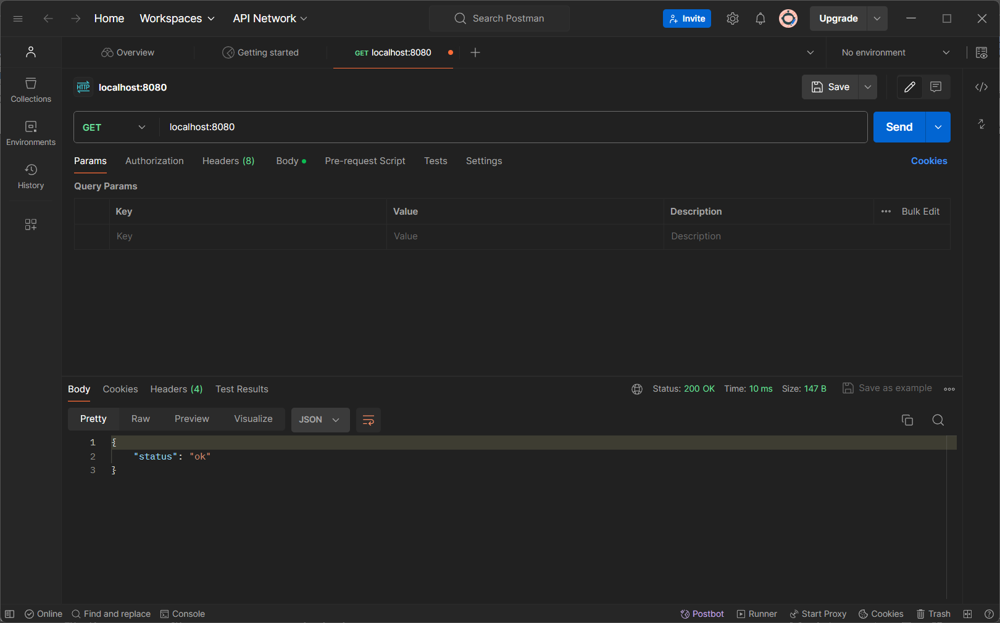 Home Workspaces API Network Search Postman Invite Upgrade
Overview Getting started GET localhost:8080 No environment
HTTP localhost:8080 Save
Collections
GET localhost:8080 Send
Environments
Params Authorization Headers (8) Body Pre-request Script Tests Settings Cookies
History
Query Params
Key Value Description Bulk Edit
Key Value Description
Body Cookies Headers (4) Test Results Status: 200 OK Time: 10 ms Size: 147 B Save as example
Pretty Raw Preview Visualize JSON
1 {
2 "status": "ok"
3 }
Online Find and replace Console Postbot Runner Start Proxy Cookies Trash